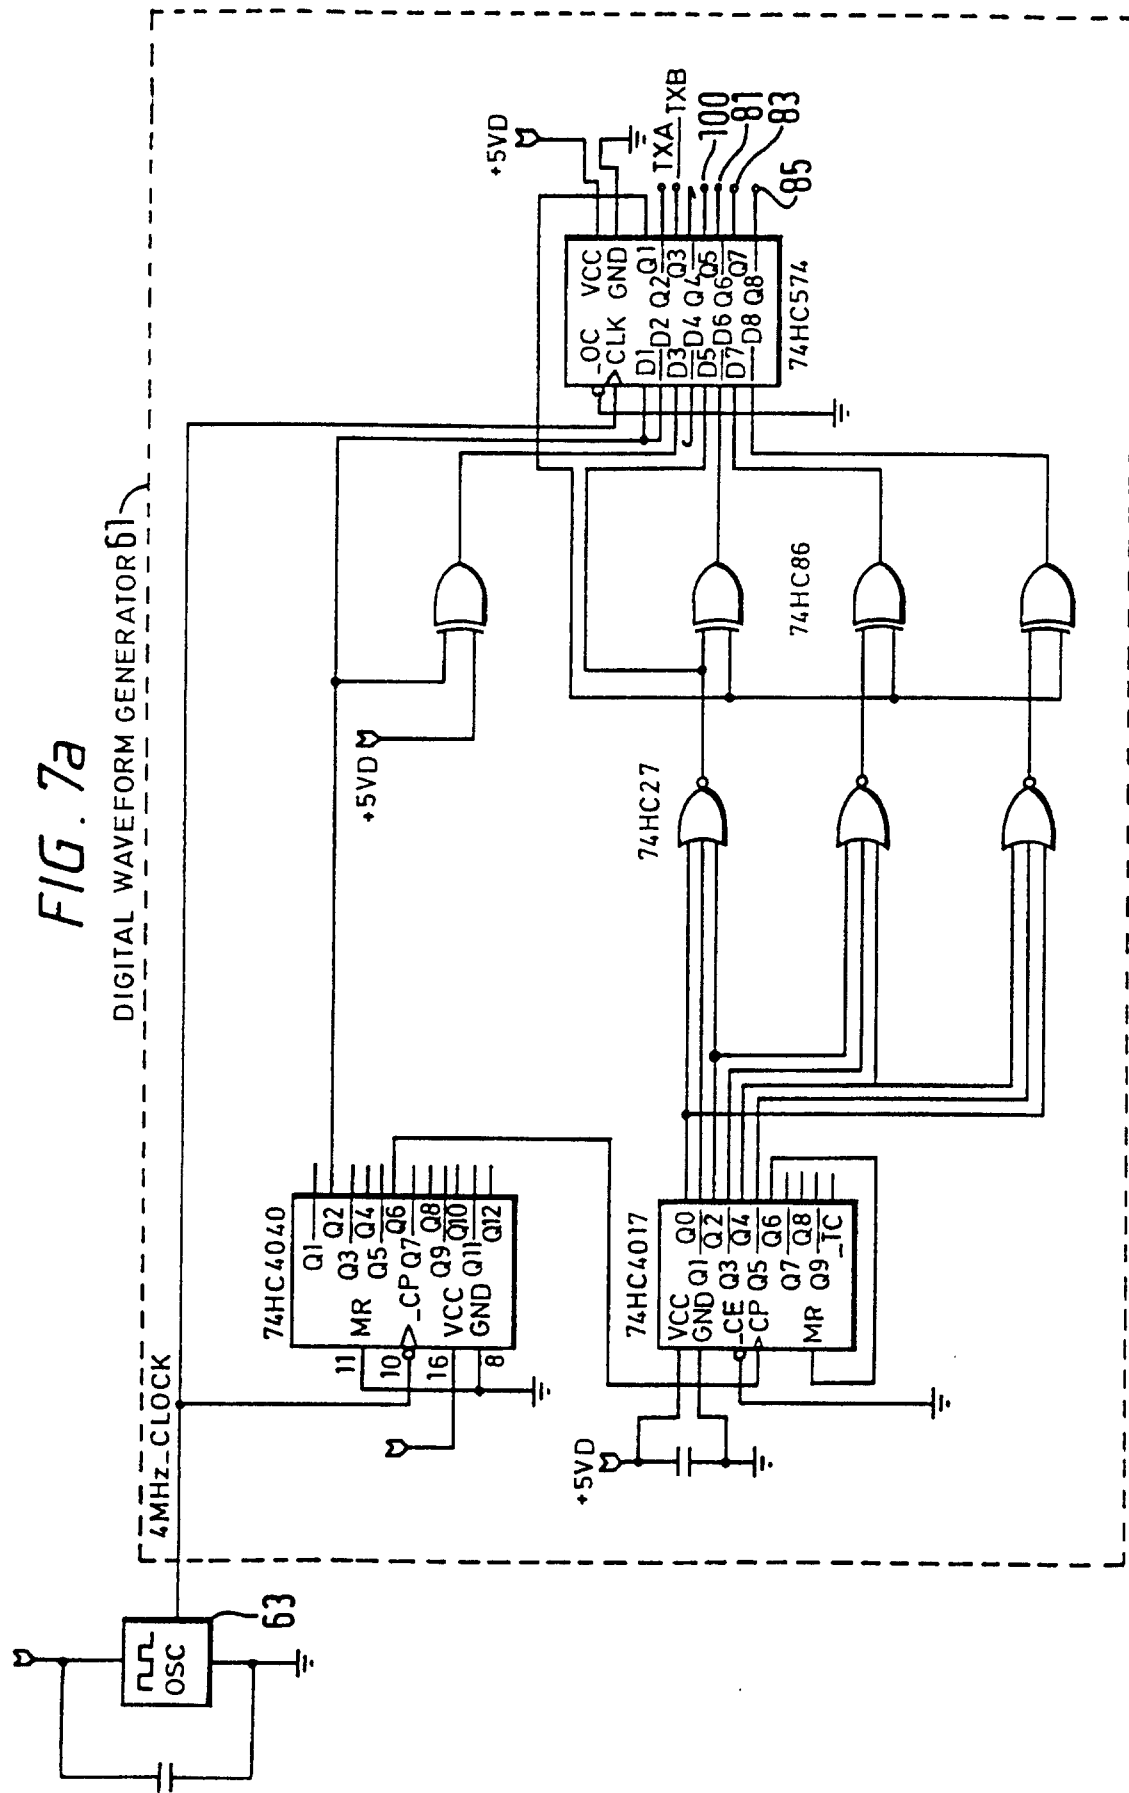 FIG. 7a
DIGITAL WAVEFORM GENERATOR 61
4MHz_CLOCK
OSC
63
74HC4040
MR
_CP
VCC
GND
11
10
16
8
Q1
Q2
Q3
Q4
Q5
Q6
Q7
Q8
Q9
Q10
Q11
Q12
+5VD
74HC4017
VCC
GND
_CE
CP
MR
Q0
Q1
Q2
Q3
Q4
Q5
Q6
Q7
Q8
Q9
_TC
+5VD
74HC27
74HC86
+5VD
_OC
CLK
VCC
GND
D1
D2
D3
D4
D5
D6
D7
D8
Q1
Q2
Q3
Q4
Q5
Q6
Q7
Q8
74HC574
TXA
TXB
100
81
83
85